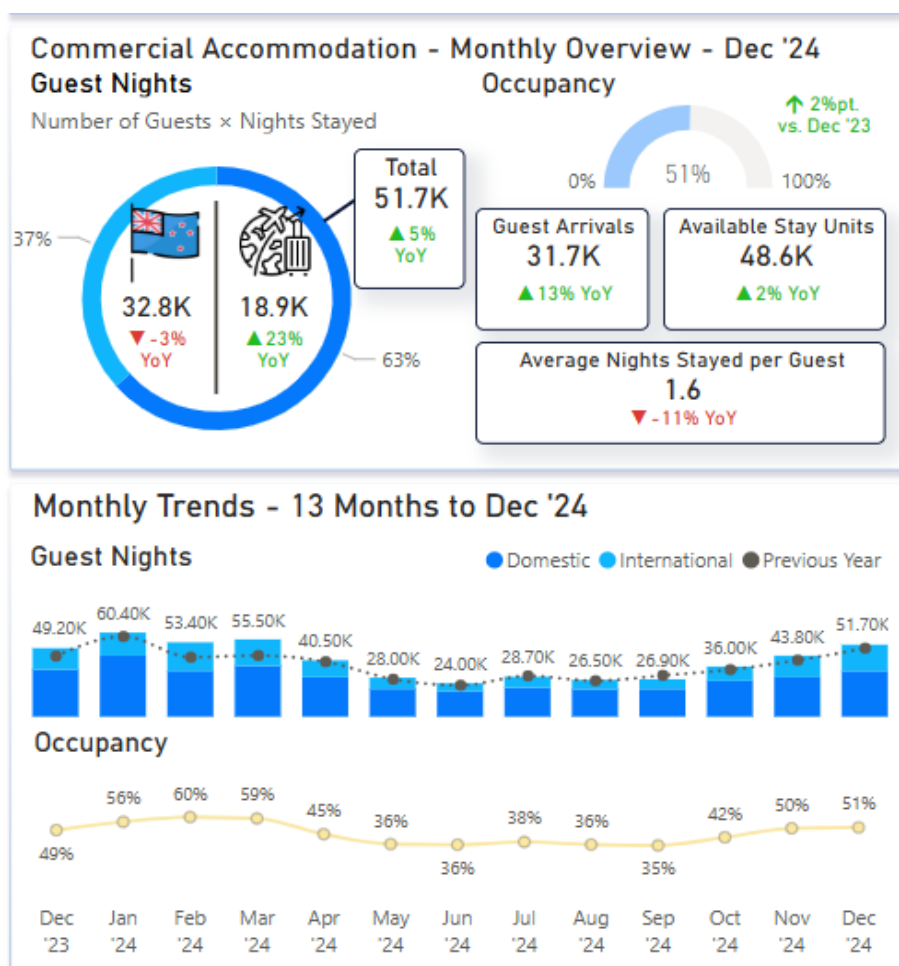 Commercial Accommodation - Monthly Overview - Dec '24
Guest Nights
Number of Guests × Nights Stayed
37%
32.8K
▼ -3%
YoY
18.9K
▲ 23%
YoY
63%
Total
51.7K
▲ 5%
YoY
Occupancy
↑ 2%pt.
vs. Dec '23
0%
51%
100%
Guest Arrivals
31.7K
▲ 13% YoY
Available Stay Units
48.6K
▲ 2% YoY
Average Nights Stayed per Guest
1.6
▼ -11% YoY
Monthly Trends - 13 Months to Dec '24
Guest Nights
Domestic International Previous Year
49.20K 60.40K 53.40K 55.50K 40.50K 28.00K 24.00K 28.70K 26.50K 26.90K 36.00K 43.80K 51.70K
Occupancy
49% 56% 60% 59% 45% 36% 36% 38% 36% 35% 42% 50% 51%
Dec Jan Feb Mar Apr May Jun Jul Aug Sep Oct Nov Dec
'23 '24 '24 '24 '24 '24 '24 '24 '24 '24 '24 '24 '24